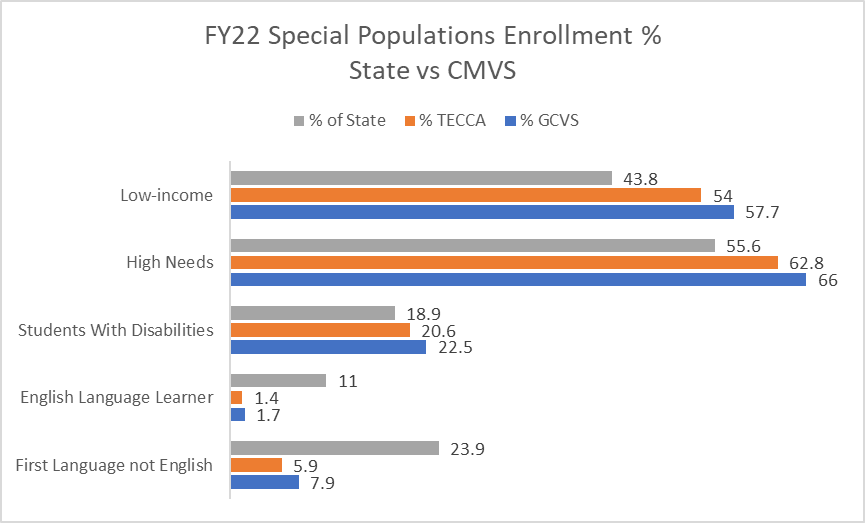 FY22 Special Populations Enrollment %
State vs CMVS
% of State % TECCA % GCVS
Low-income
43.8
54
57.7
High Needs
55.6
62.8
66
Students With Disabilities
18.9
20.6
22.5
English Language Learner
11
1.4
1.7
First Language not English
23.9
5.9
7.9